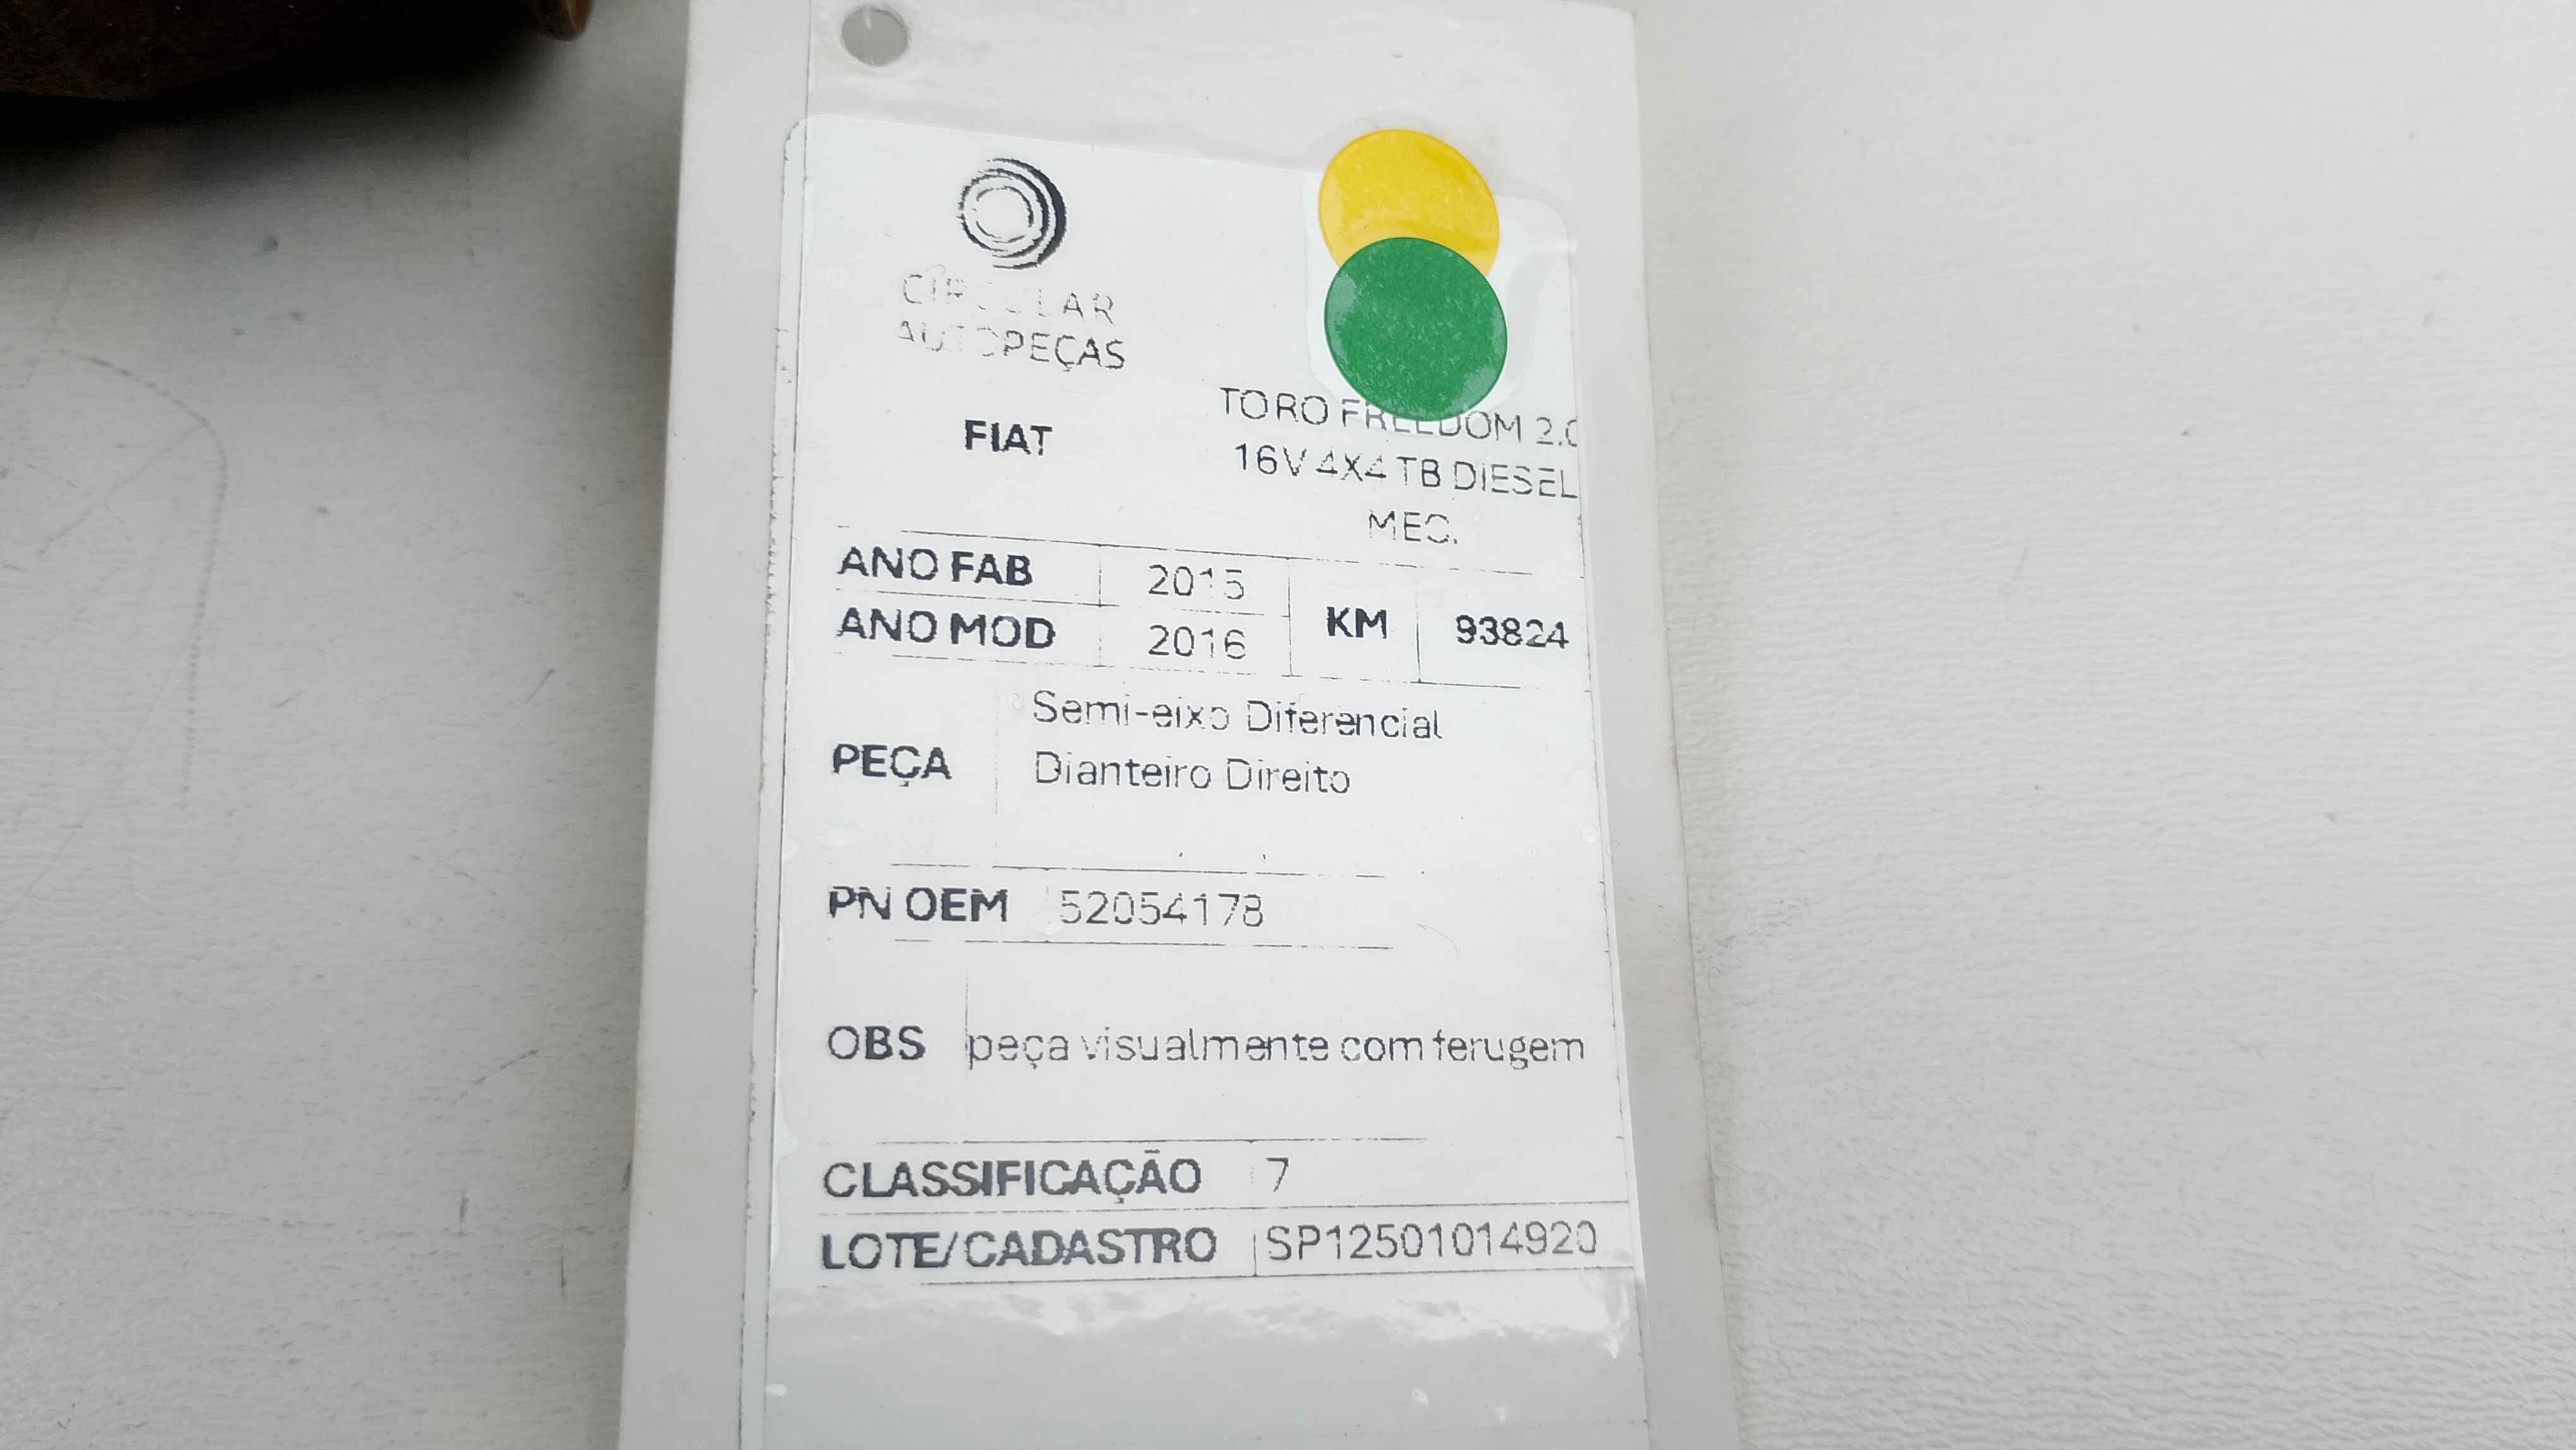 CIRCULAR
AUTOPEÇAS
FIAT
TORO FREEDOM 2.0
16V 4X4 TB DIESEL
MEC.
ANO FAB 2015
ANO MOD 2016
KM 93824
PEÇA
Semi-eixo Diferencial
Dianteiro Direito
PN OEM 52054178
OBS peça visualmente com ferugem
CLASSIFICAÇÃO 7
LOTE/CADASTRO SP12501014920